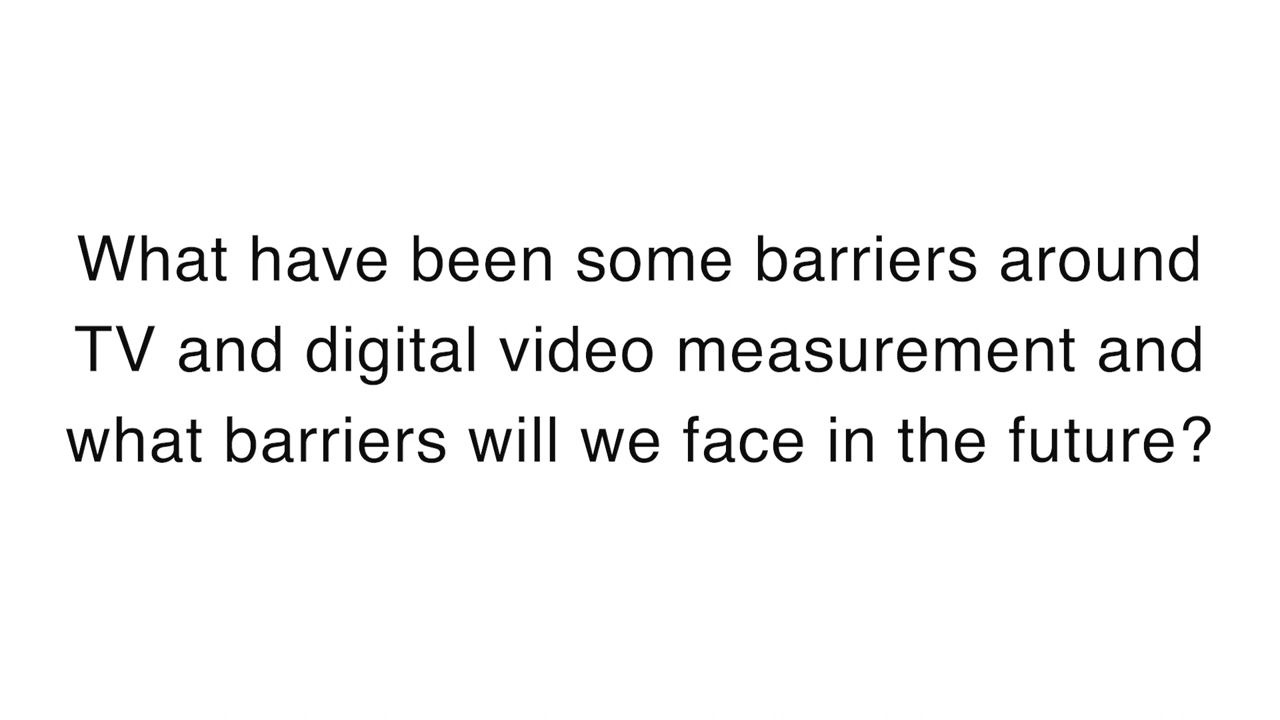 What have been some barriers around
TV and digital video measurement and
what barriers will we face in the future?